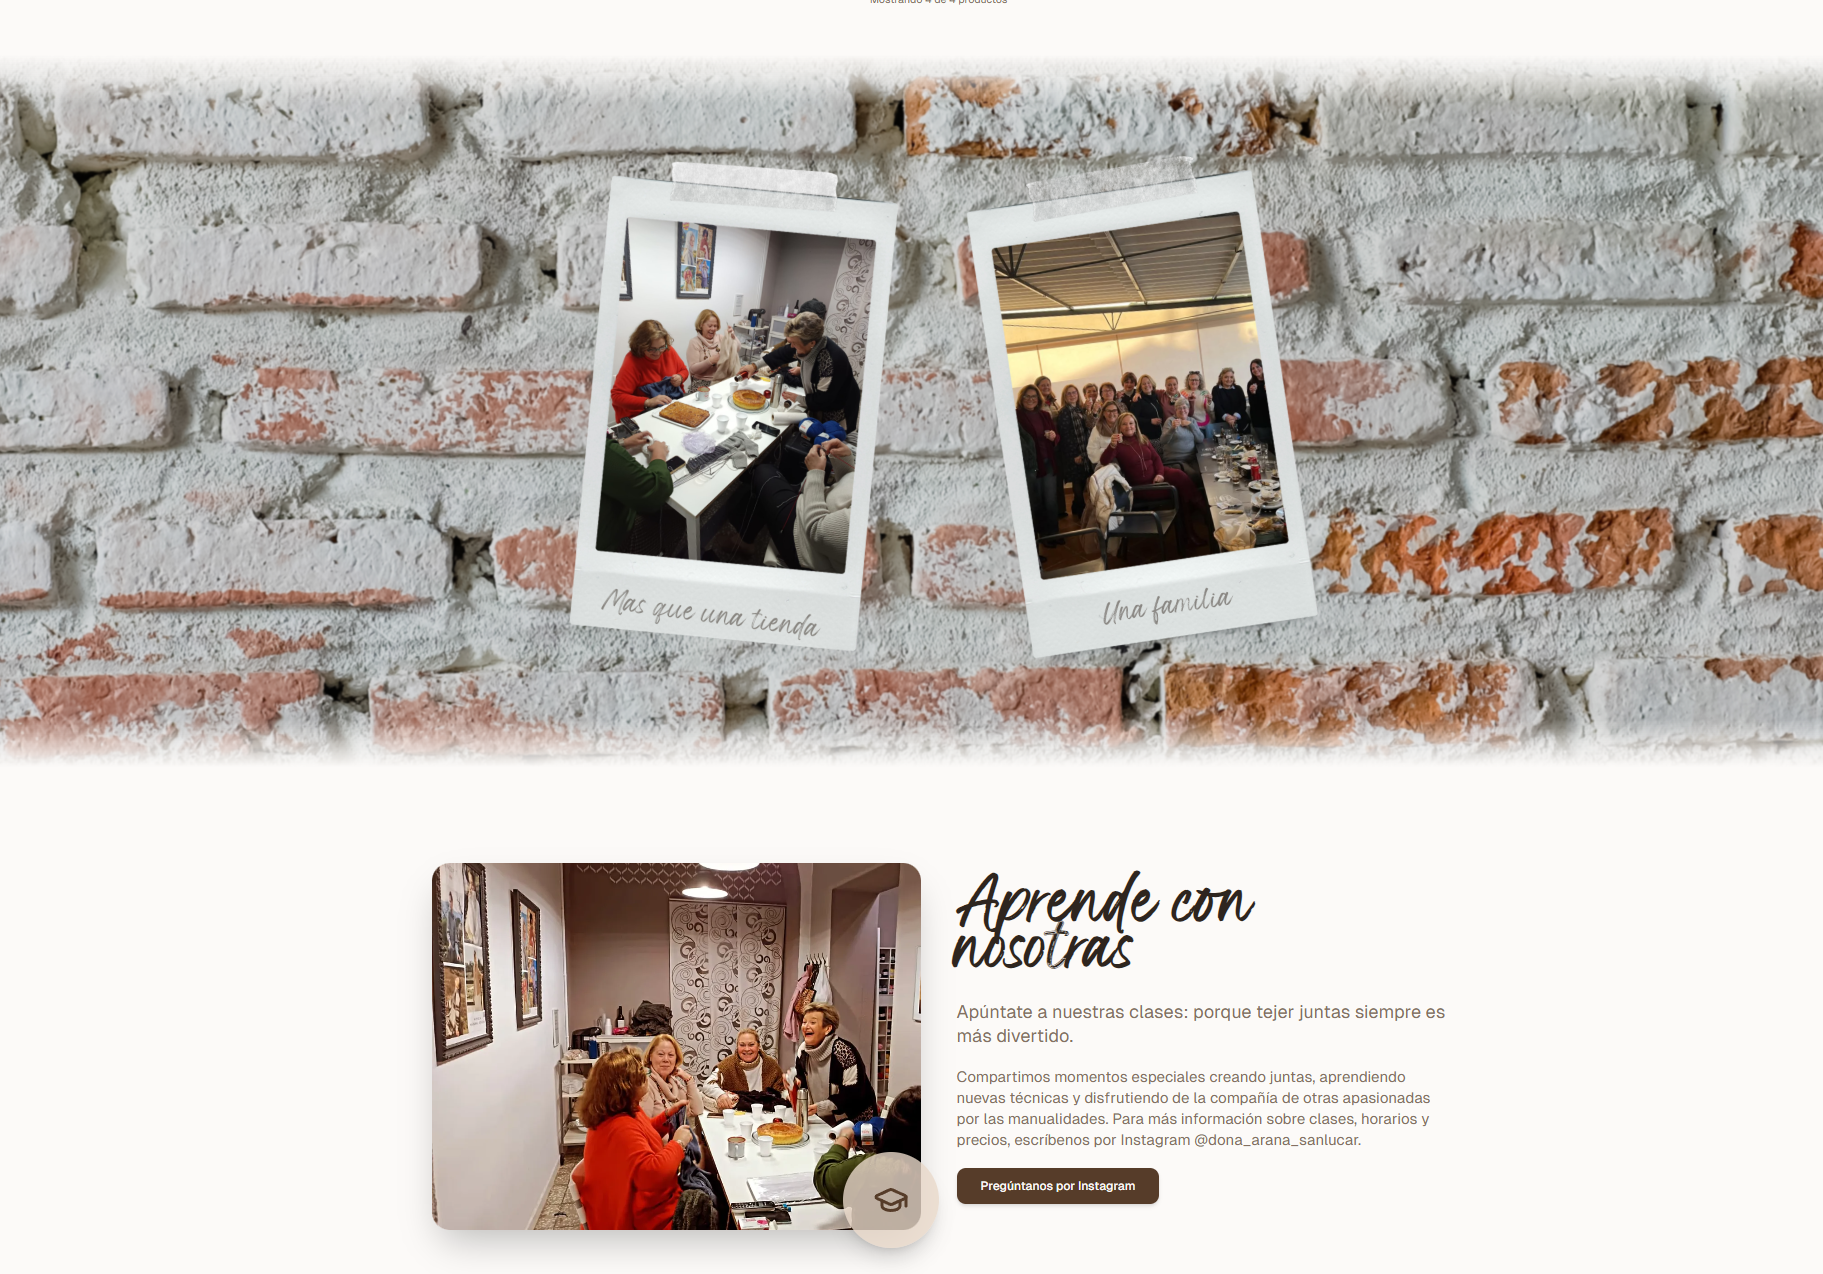 Mostrando 4 de 4 productos
Mas que una tienda
Una familia
Aprende con
nosotras
Apúntate a nuestras clases: porque tejer juntas siempre es
más divertido.
Compartimos momentos especiales creando juntas, aprendiendo
nuevas técnicas y disfrutiendo de la compañía de otras apasionadas
por las manualidades. Para más información sobre clases, horarios y
precios, escríbenos por Instagram @dona_arana_sanlucar.
Pregúntanos por Instagram